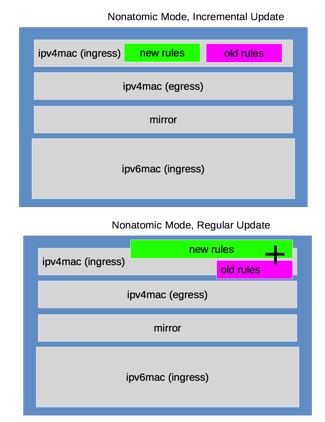 Nonatomic Mode, Incremental Update
ipv4mac (ingress) new rules old rules
ipv4mac (egress)
mirror
ipv6mac (ingress)
Nonatomic Mode, Regular Update
new rules
ipv4mac (ingress)
old rules
ipv4mac (egress)
mirror
ipv6mac (ingress)